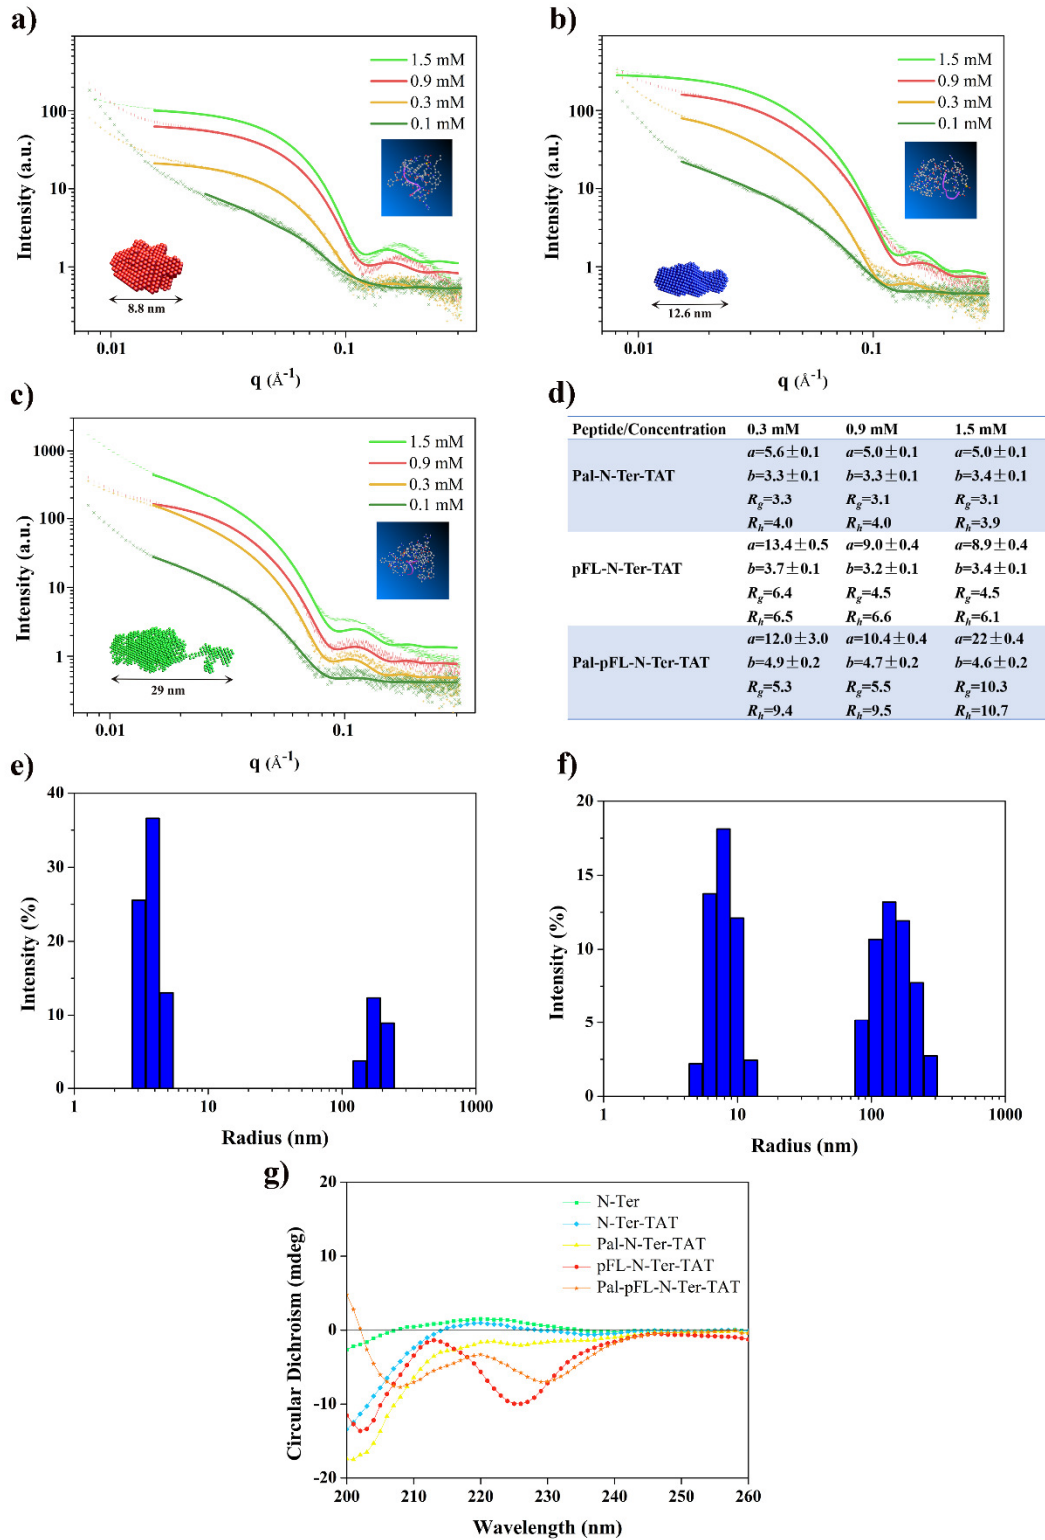 a)
100
10
1
0.01
0.1
Intensity (a.u.)
q (Å⁻¹)
1.5 mM
0.9 mM
0.3 mM
0.1 mM
8.8 nm
b)
100
10
1
0.01
0.1
Intensity (a.u.)
q (Å⁻¹)
1.5 mM
0.9 mM
0.3 mM
0.1 mM
12.6 nm
c)
1000
100
10
1
0.01
0.1
Intensity (a.u.)
q (Å⁻¹)
1.5 mM
0.9 mM
0.3 mM
0.1 mM
29 nm
d)
Peptide/Concentration 0.3 mM 0.9 mM 1.5 mM
a=5.6±0.1 a=5.0±0.1 a=5.0±0.1
Pal-N-Ter-TAT b=3.3±0.1 b=3.3±0.1 b=3.4±0.1
Rg=3.3 Rg=3.1 Rg=3.1
Rh=4.0 Rh=4.0 Rh=3.9
a=13.4±0.5 a=9.0±0.4 a=8.9±0.4
pFL-N-Ter-TAT b=3.7±0.1 b=3.2±0.1 b=3.4±0.1
Rg=6.4 Rg=4.5 Rg=4.5
Rh=6.5 Rh=6.6 Rh=6.1
a=12.0±3.0 a=10.4±0.4 a=22±0.4
Pal-pFL-N-Ter-TAT b=4.9±0.2 b=4.7±0.2 b=4.6±0.2
Rg=5.3 Rg=5.5 Rg=10.3
Rh=9.4 Rh=9.5 Rh=10.7
e)
40
30
20
10
0
1 10 100 1000
Intensity (%)
Radius (nm)
f)
20
15
10
5
0
1 10 100 1000
Intensity (%)
Radius (nm)
g)
20
10
0
-10
-20
200 210 220 230 240 250 260
Circular Dichroism (mdeg)
Wavelength (nm)
N-Ter
N-Ter-TAT
Pal-N-Ter-TAT
pFL-N-Ter-TAT
Pal-pFL-N-Ter-TAT